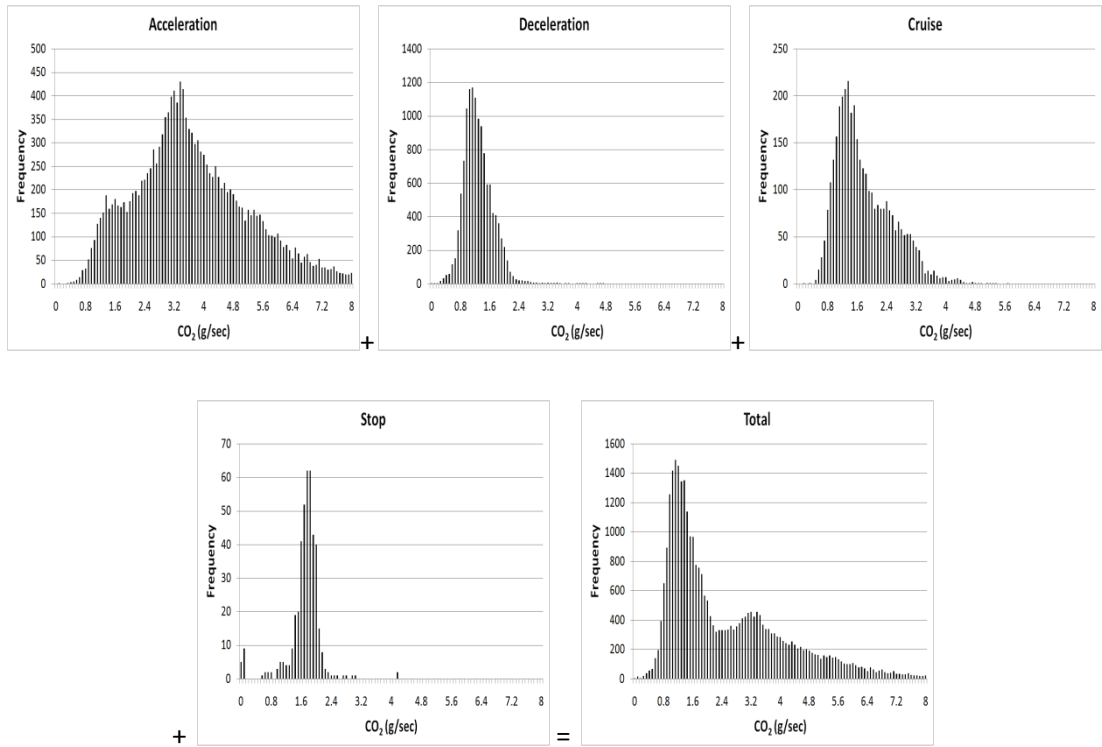 Acceleration
Frequency
500
450
400
350
300
250
200
150
100
50
0
0 0.8 1.6 2.4 3.2 4 4.8 5.6 6.4 7.2 8
CO₂ (g/sec)
+
Deceleration
Frequency
1400
1200
1000
800
600
400
200
0
0 0.8 1.6 2.4 3.2 4 4.8 5.6 6.4 7.2 8
CO₂ (g/sec)
+
Cruise
Frequency
250
200
150
100
50
0
0 0.8 1.6 2.4 3.2 4 4.8 5.6 6.4 7.2 8
CO₂ (g/sec)
+
Stop
Frequency
70
60
50
40
30
20
10
0
0 0.8 1.6 2.4 3.2 4 4.8 5.6 6.4 7.2 8
CO₂ (g/sec)
=
Total
Frequency
1600
1400
1200
1000
800
600
400
200
0
0 0.8 1.6 2.4 3.2 4 4.8 5.6 6.4 7.2 8
CO₂ (g/sec)